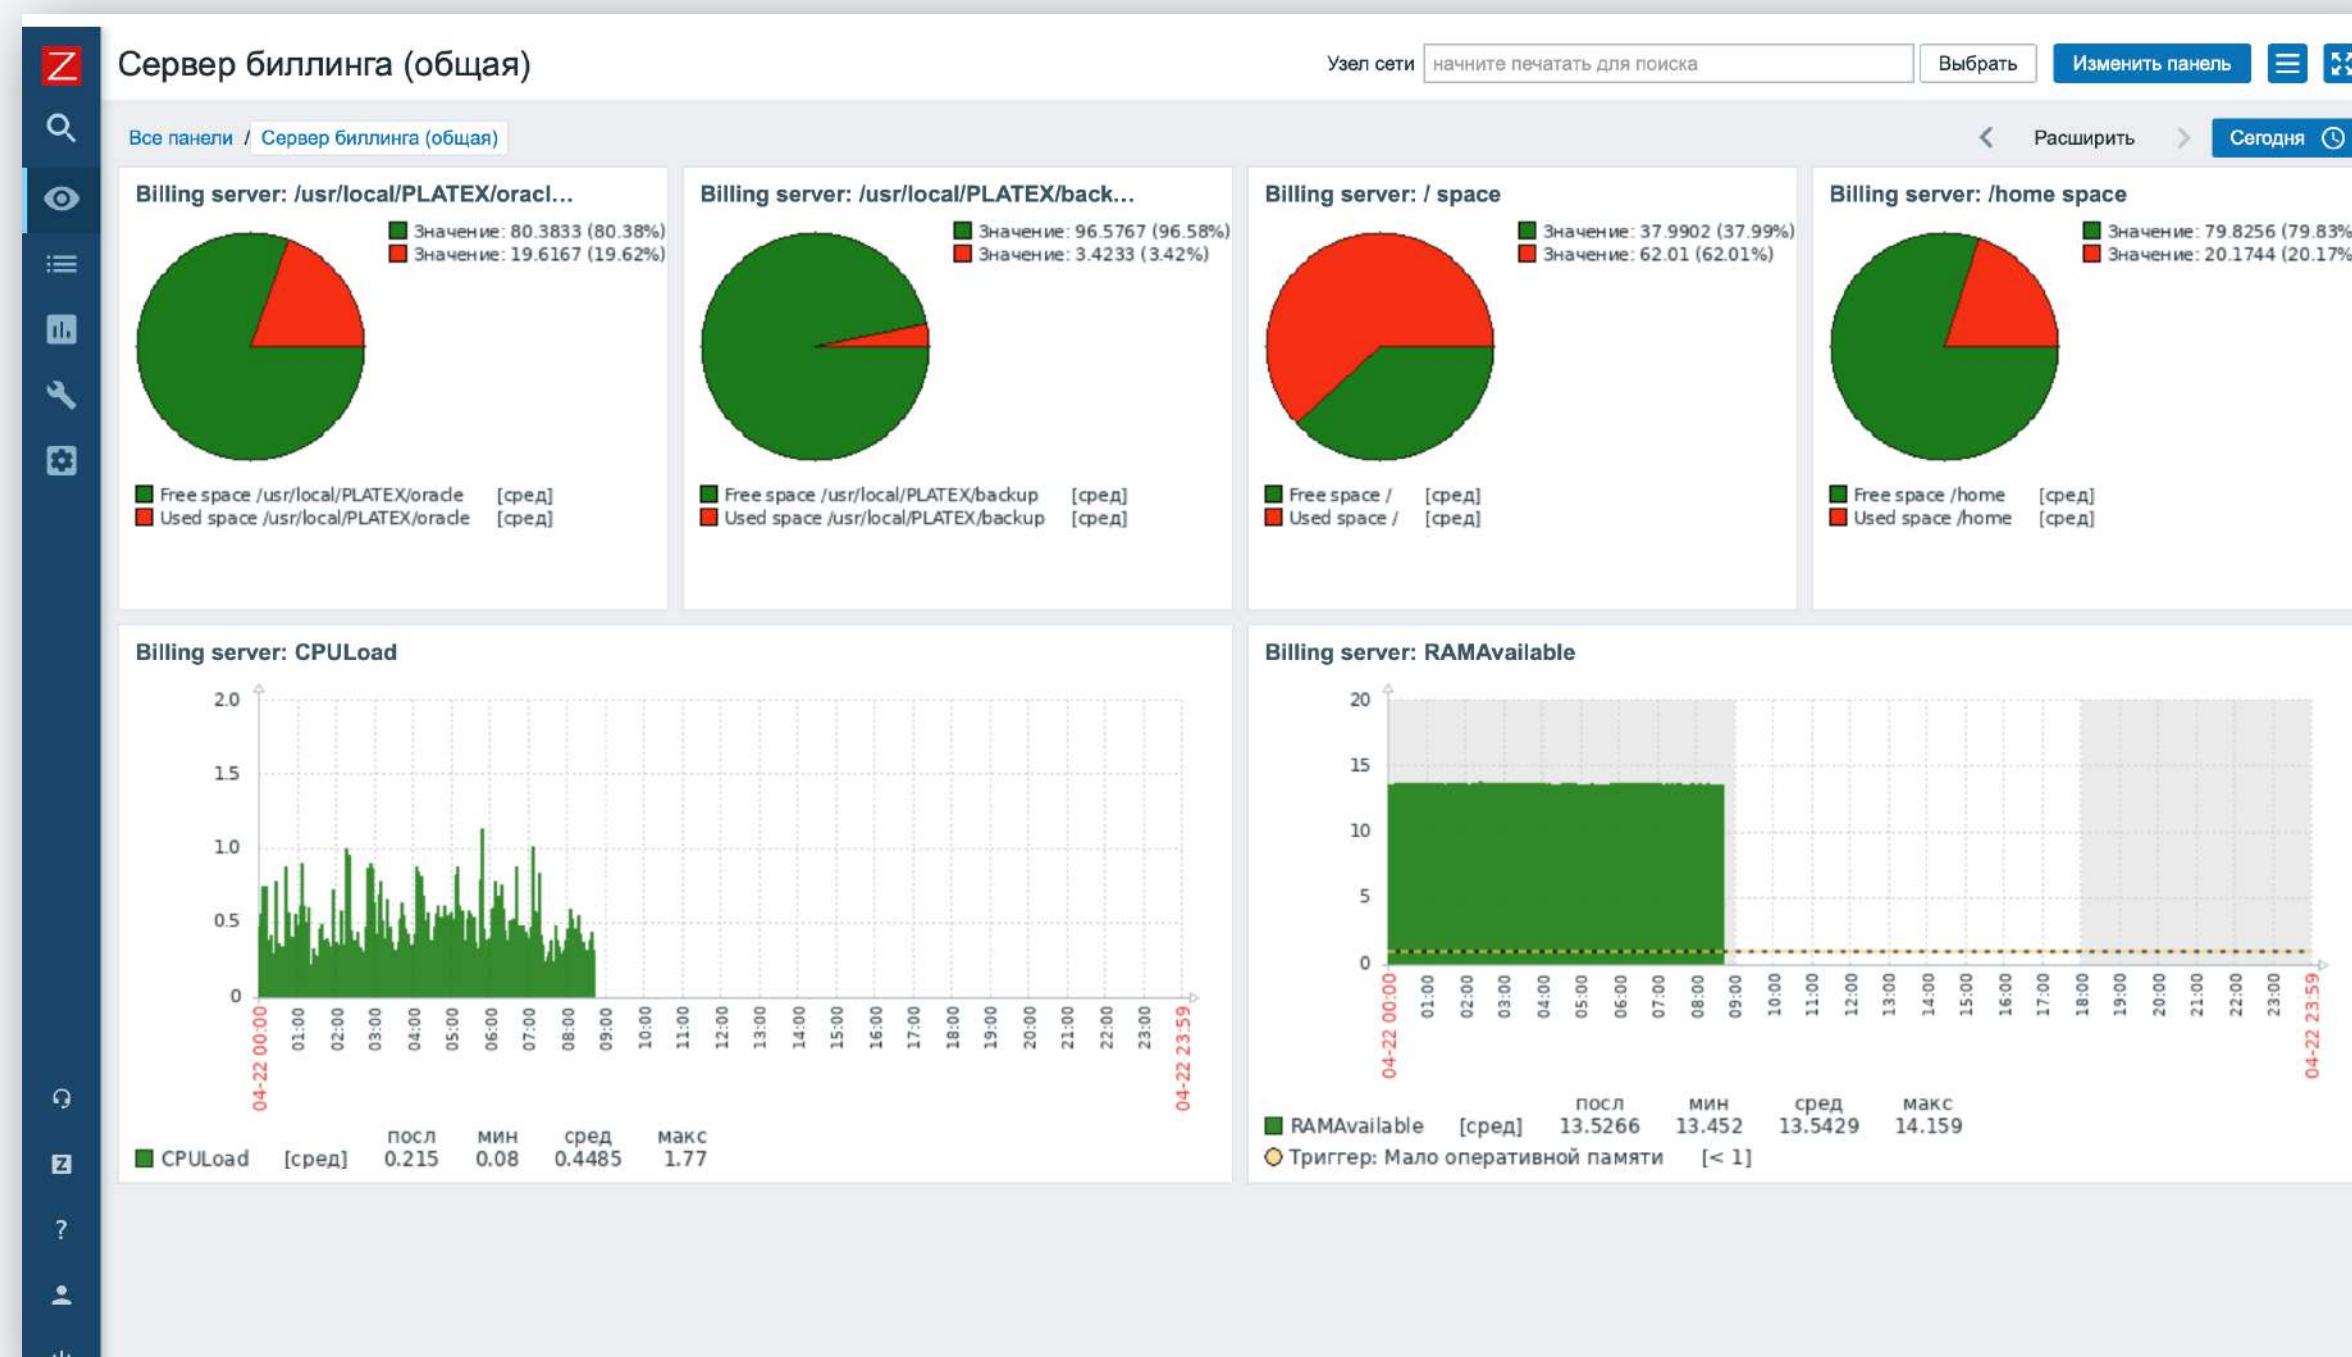 Z
Сервер биллинга (общая)
Узел сети
начните печатать для поиска
Выбрать
Изменить панель
Все панели / Сервер биллинга (общая)
Расширить
Сегодня
Billing server: /usr/local/PLATEX/oracl...
Значение: 80.3833 (80.38%)
Значение: 19.6167 (19.62%)
Free space /usr/local/PLATEX/oracle [сред]
Used space /usr/local/PLATEX/oracle [сред]
Billing server: /usr/local/PLATEX/back...
Значение: 96.5767 (96.58%)
Значение: 3.4233 (3.42%)
Free space /usr/local/PLATEX/backup [сред]
Used space /usr/local/PLATEX/backup [сред]
Billing server: / space
Значение: 37.9902 (37.99%)
Значение: 62.01 (62.01%)
Free space / [сред]
Used space / [сред]
Billing server: /home space
Значение: 79.8256 (79.83%
Значение: 20.1744 (20.17%
Free space /home [сред]
Used space /home [сред]
Billing server: CPULoad
2.0
1.5
1.0
0.5
0
04-22 00:00 01:00 02:00 03:00 04:00 05:00 06:00 07:00 08:00 09:00 10:00 11:00 12:00 13:00 14:00 15:00 16:00 17:00 18:00 19:00 20:00 21:00 22:00 23:00 04-22 23:59
посл мин сред макс
CPULoad [сред] 0.215 0.08 0.4485 1.77
Billing server: RAMAvailable
20
15
10
5
0
04-22 00:00 01:00 02:00 03:00 04:00 05:00 06:00 07:00 08:00 09:00 10:00 11:00 12:00 13:00 14:00 15:00 16:00 17:00 18:00 19:00 20:00 21:00 22:00 23:00 04-22 23:59
посл мин сред макс
RAMAvailable [сред] 13.5266 13.452 13.5429 14.159
Триггер: Мало оперативной памяти [< 1]
Z
?